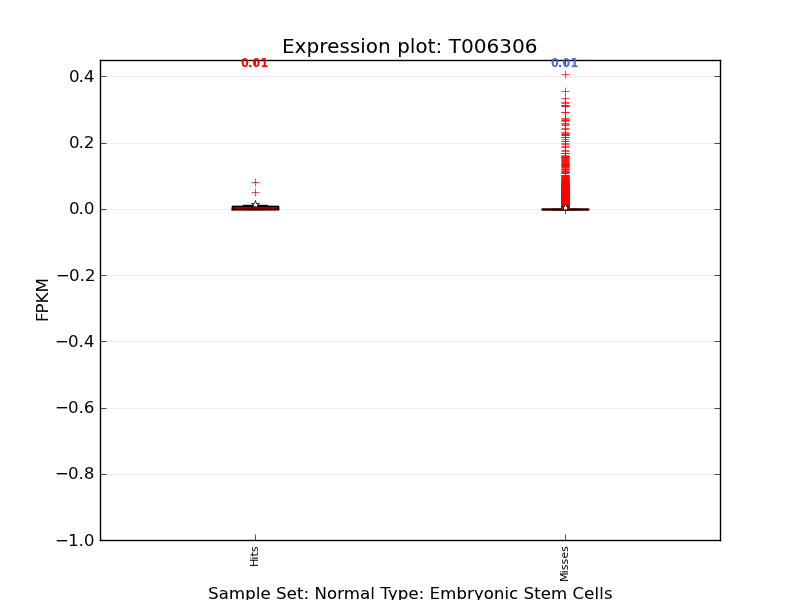 Expression plot: T006306
0.01
0.01
0.4
0.2
0.0
−0.2
−0.4
−0.6
−0.8
−1.0
FPKM
Hits
Misses
Sample Set: Normal Type: Embryonic Stem Cells